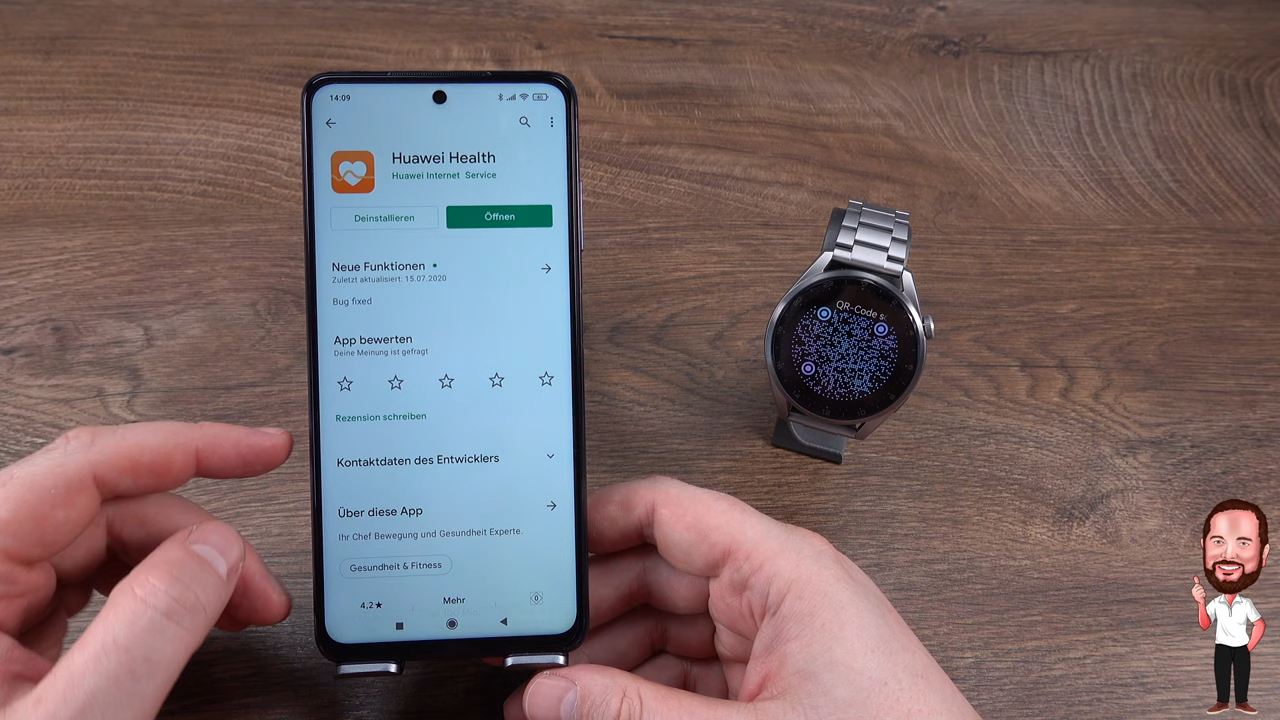 14:09
Huawei Health
Huawei Internet Service
Deinstallieren
Öffnen
Neue Funktionen
Zuletzt aktualisiert: 15.07.2020
Bug fixed
App bewerten
Deine Meinung ist gefragt
Rezension schreiben
Kontaktdaten des Entwicklers
Über diese App
Ihr Chef Bewegung und Gesundheit Experte.
Gesundheit & Fitness
4,2★
Mehr
QR-Code s